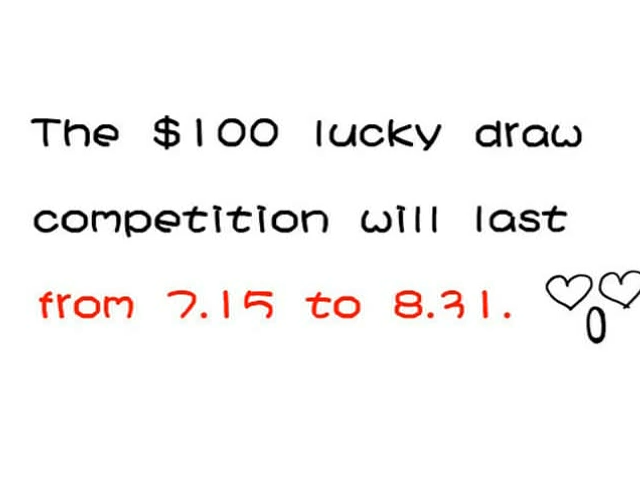 The $100 lucky draw
competition will last
from 7.15 to 8.31.